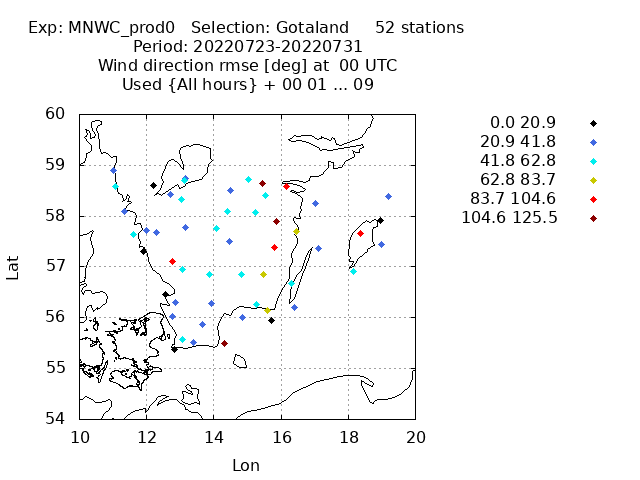 Exp: MNWC_prod0 Selection: Gotaland 52 stations
Period: 20220723-20220731
Wind direction rmse [deg] at 00 UTC
Used {All hours} + 00 01 ... 09
60
59
58
57
56
55
54
Lat
10 12 14 16 18 20
Lon
0.0 20.9
20.9 41.8
41.8 62.8
62.8 83.7
83.7 104.6
104.6 125.5